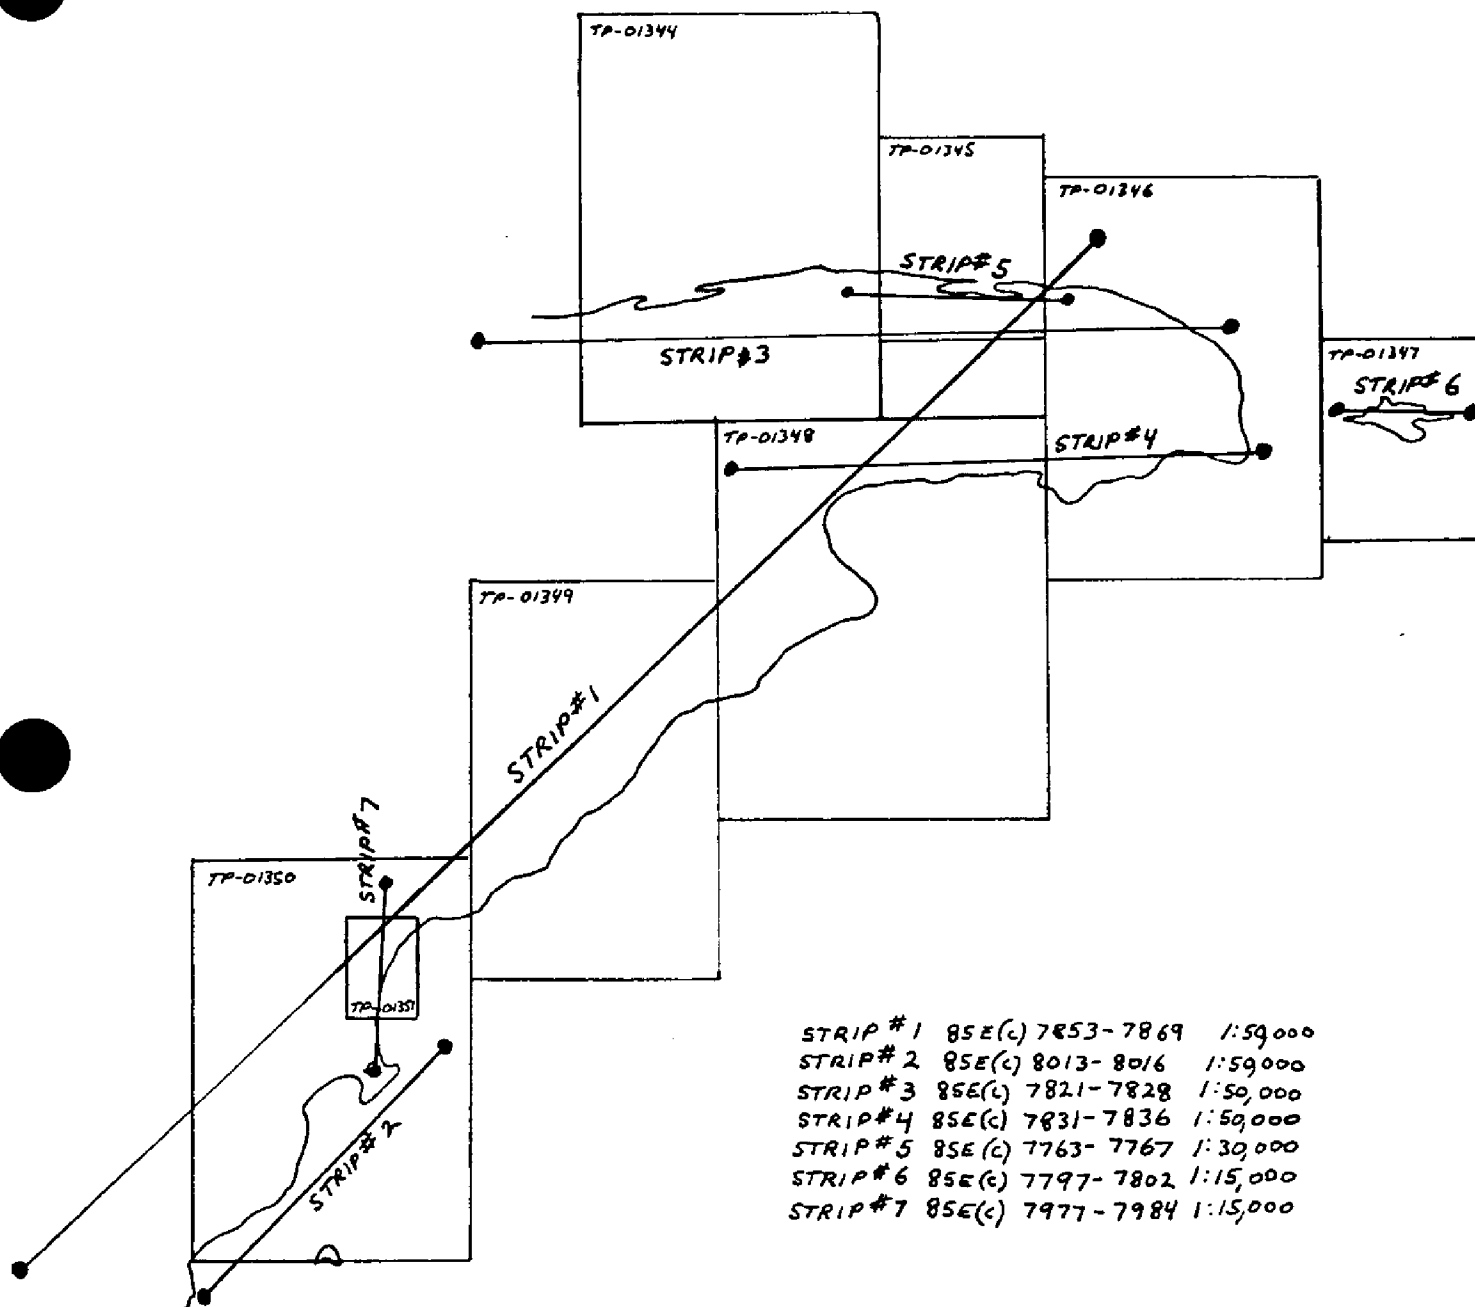 TP-01344
TP-01345
TP-01346
STRIP#5
STRIP#3
TP-01347
STRIP#6
TP-01348
STRIP#4
TP-01349
STRIP#1
STRIP#7
TP-01350
TP-01351
STRIP#2
STRIP #1 85E(C) 7853-7869 1:50,000
STRIP #2 85E(C) 8013-8016 1:50,000
STRIP #3 85E(C) 7821-7828 1:50,000
STRIP #4 85E(C) 7831-7836 1:50,000
STRIP #5 85E(C) 7763-7767 1:30,000
STRIP #6 85E(C) 7797-7802 1:15,000
STRIP #7 85E(C) 7977-7984 1:15,000